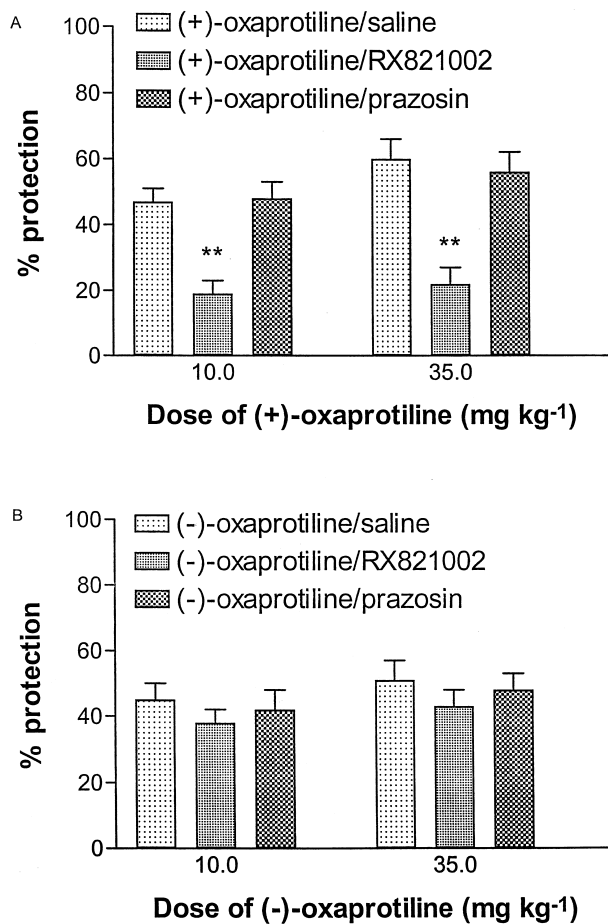 A
100
80
60
40
20
0
% protection
(+)-oxaprotiline/saline
(+)-oxaprotiline/RX821002
(+)-oxaprotiline/prazosin
**
**
10.0
35.0
Dose of (+)-oxaprotiline (mg kg-1)
B
100
80
60
40
20
0
% protection
(-)-oxaprotiline/saline
(-)-oxaprotiline/RX821002
(-)-oxaprotiline/prazosin
10.0
35.0
Dose of (-)-oxaprotiline (mg kg-1)